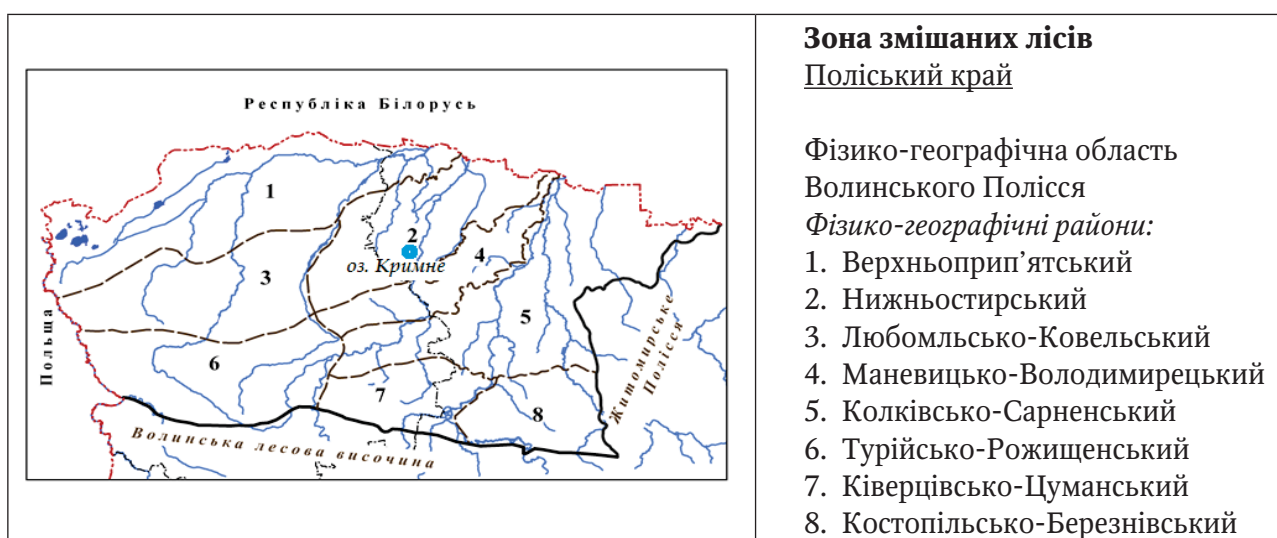 Республіка Білорусь
1
2
оз. Кримне
4
3
5
Польща
6
7
8
Житомирське
Полісся
Волинська лесова височина
Зона змішаних лісів
Поліський край
Фізико-географічна область
Волинського Полісся
Фізико-географічні райони:
1. Верхньоприп’ятський
2. Нижньостирський
3. Любомльсько-Ковельський
4. Маневицько-Володимирецький
5. Колківсько-Сарненський
6. Турійсько-Рожищенський
7. Ківерцівсько-Цуманський
8. Костопільсько-Березнівський